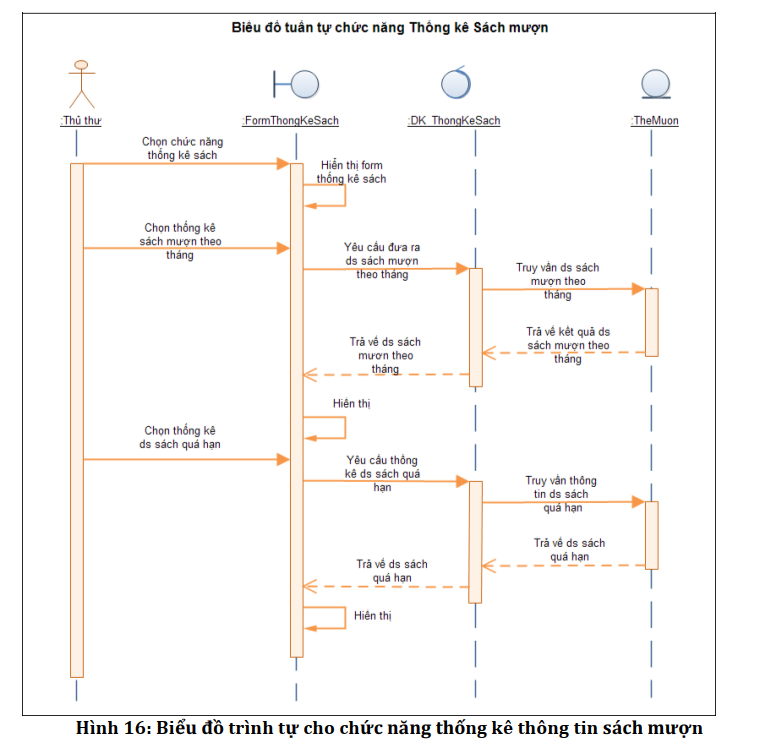 Biểu đồ tuần tự chức năng Thống kê Sách mượn
:Thủ thư
:FormThongKeSach
:DK_ThongKeSach
:TheMuon
Chọn chức năng
thống kê sách
Hiển thị form
thống kê sách
Chọn thống kê
sách mượn theo
tháng
Yêu cầu đưa ra
ds sách mượn
theo tháng
Truy vấn ds sách
mượn theo
tháng
Trả về kết quả ds
sách mượn theo
tháng
Trả về ds sách
mượn theo
tháng
Hiển thị
Chọn thống kê
ds sách quá hạn
Yêu cầu thống
kê ds sách quá
hạn
Truy vấn thông
tin ds sách
quá hạn
Trả về ds sách
quá hạn
Trả về ds sách
quá hạn
Hiển thị
Hình 16: Biểu đồ trình tự cho chức năng thống kê thông tin sách mượn